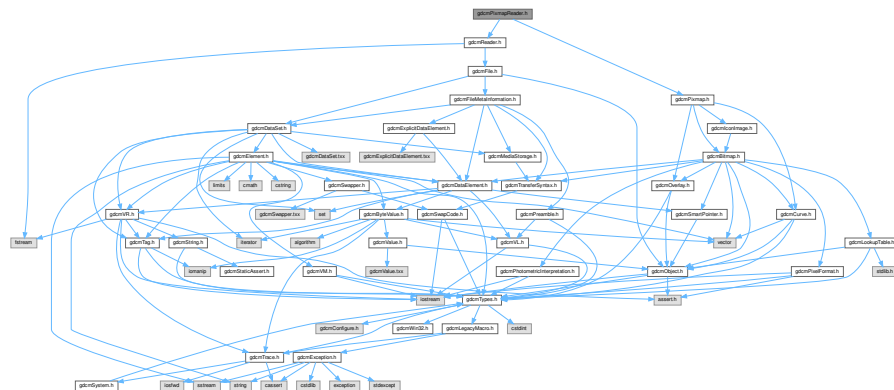 gdcmPixmapReader.h
gdcmReader.h
gdcmFile.h
gdcmFileMetaInformation.h
gdcmPixmap.h
gdcmDataSet.h
gdcmExplicitDataElement.h
gdcmIconImage.h
gdcmElement.h
gdcmDataSet.txx
gdcmExplicitDataElement.txx
gdcmMediaStorage.h
gdcmBitmap.h
limits
cmath
cstring
gdcmSwapper.h
gdcmDataElement.h
gdcmTransferSyntax.h
gdcmOverlay.h
gdcmVR.h
gdcmSwapper.txx
set
gdcmByteValue.h
gdcmSwapCode.h
gdcmPreamble.h
gdcmSmartPointer.h
gdcmCurve.h
fstream
gdcmTag.h
gdcmString.h
iterator
algorithm
gdcmValue.h
gdcmVL.h
vector
gdcmLookupTable.h
iomanip
gdcmStaticAssert.h
gdcmVM.h
gdcmValue.txx
gdcmPhotometricInterpretation.h
gdcmObject.h
gdcmPixelFormat.h
stdlib.h
iostream
gdcmTypes.h
assert.h
gdcmConfigure.h
gdcmWin32.h
gdcmLegacyMacro.h
cstdint
gdcmTrace.h
gdcmException.h
gdcmSystem.h
iosfwd
sstream
string
cassert
cstdlib
exception
stdexcept